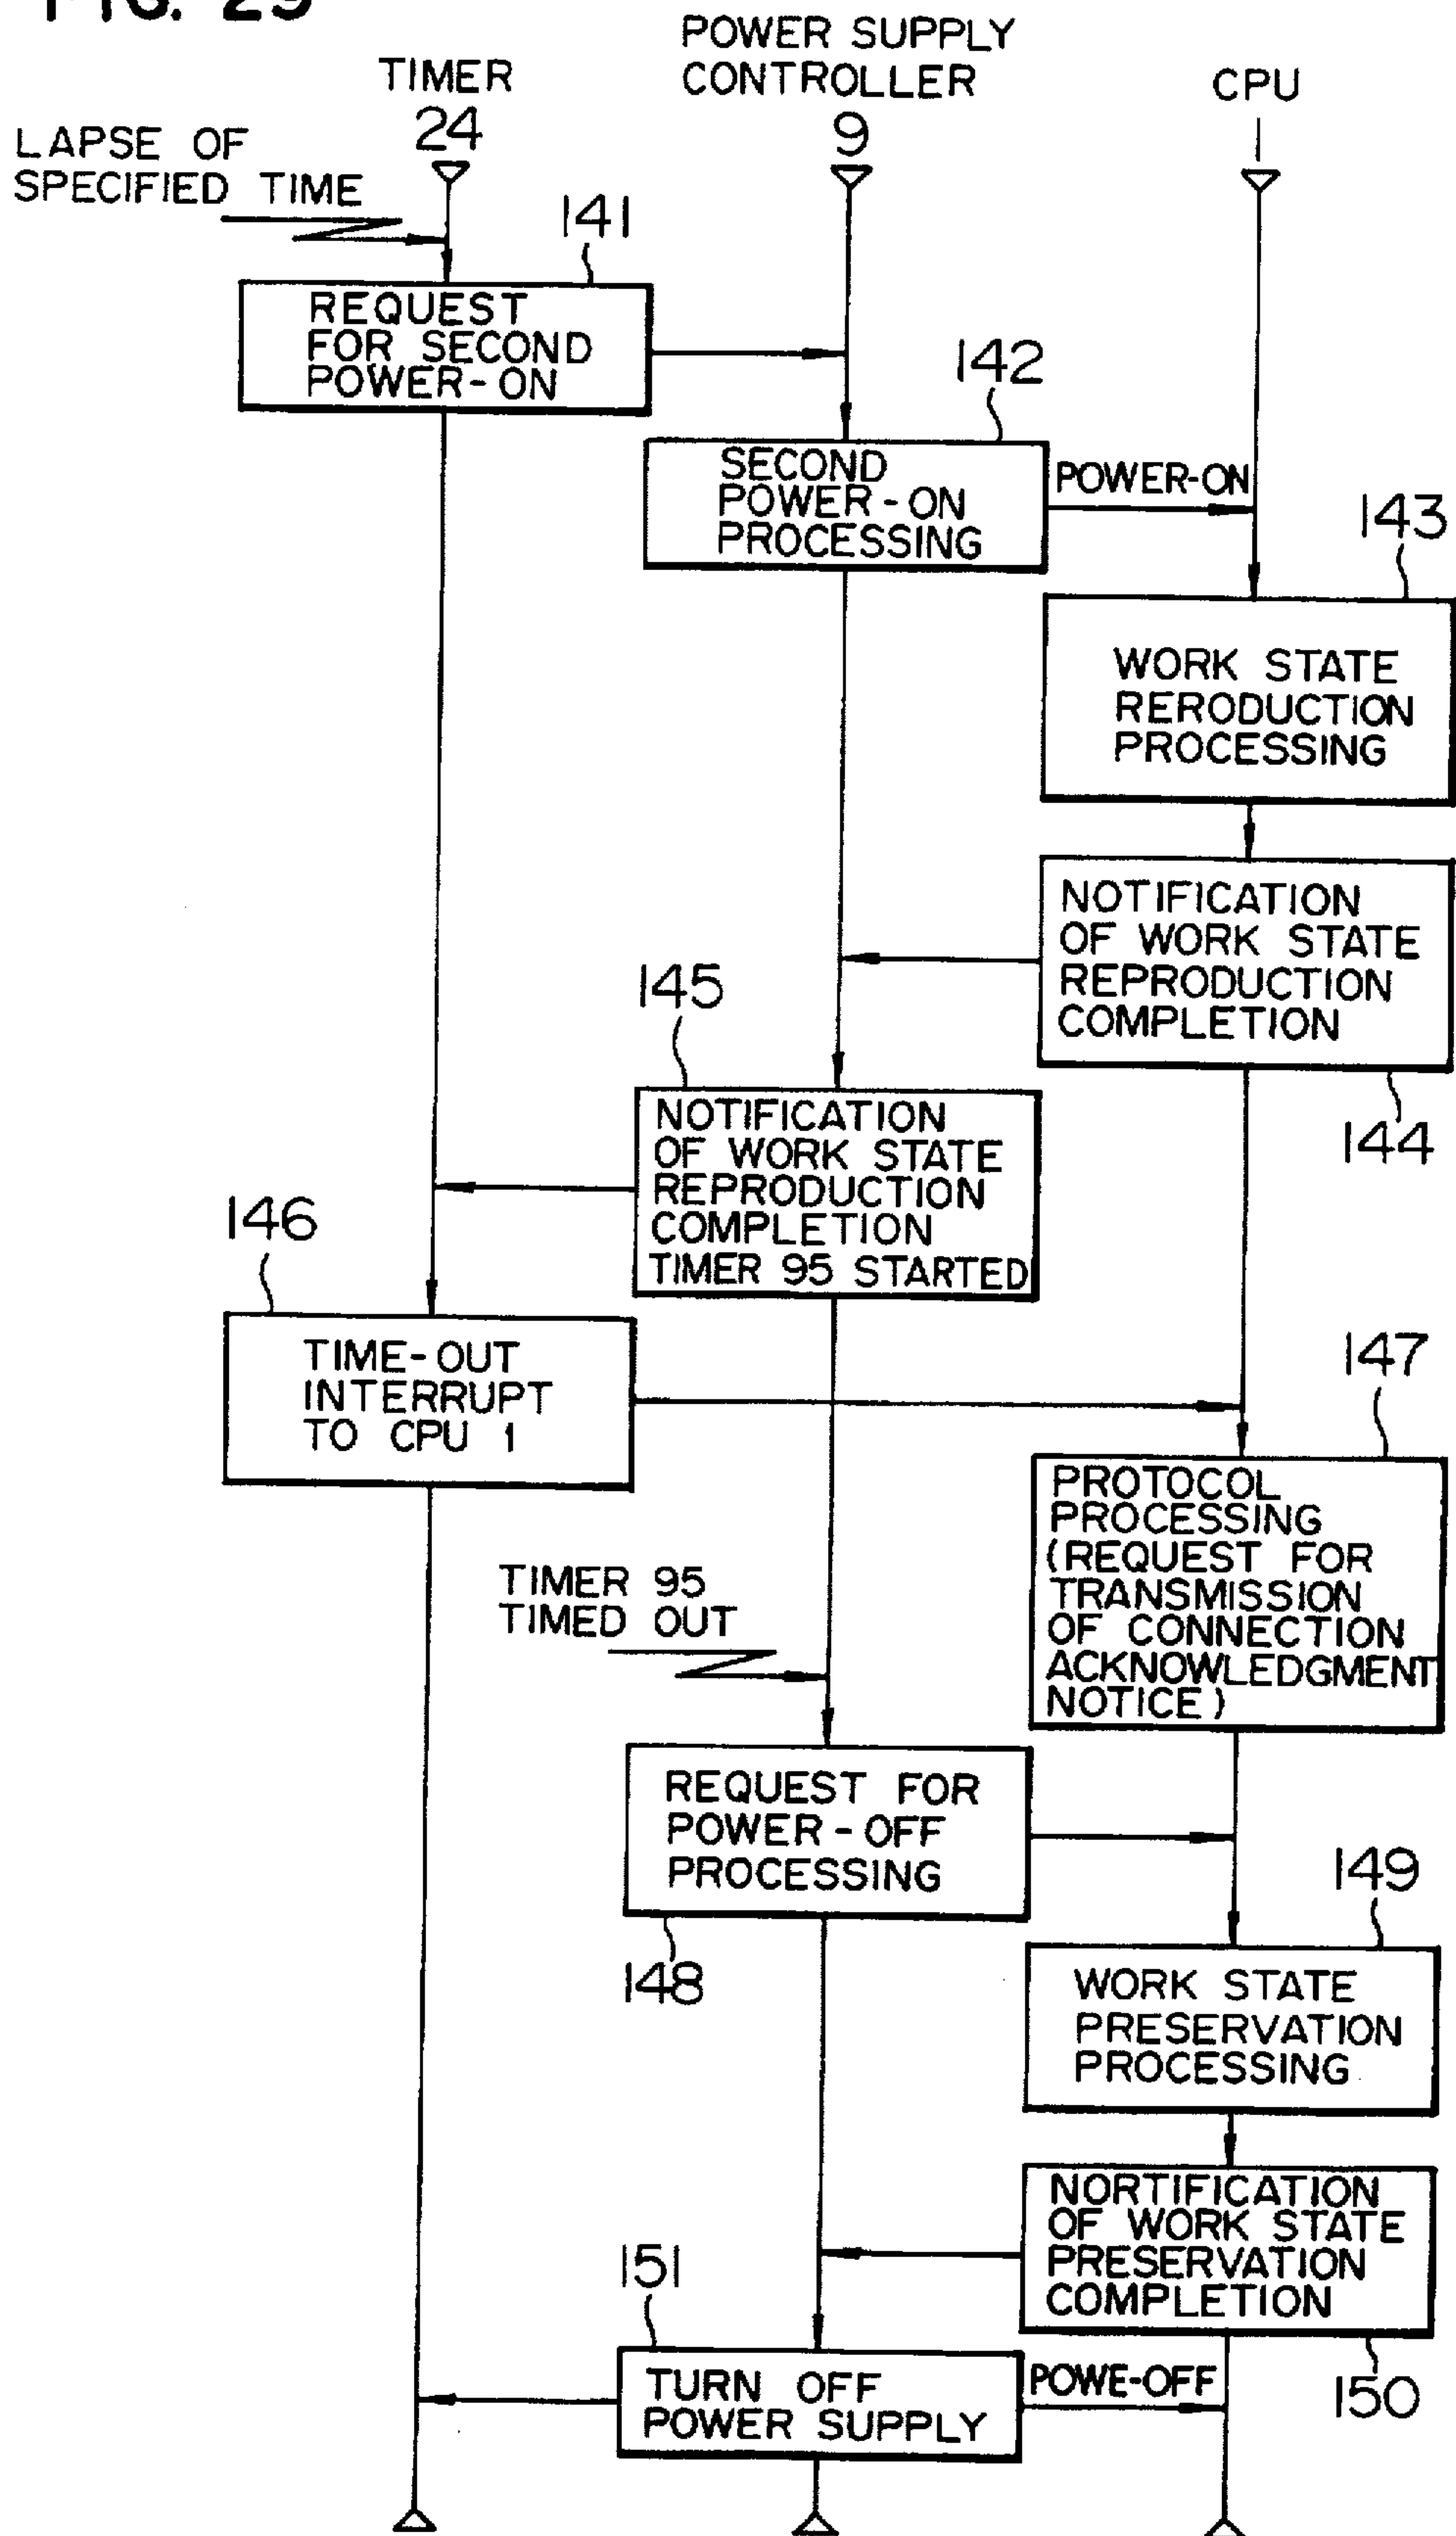 FIG. 29
TIMER
24
POWER SUPPLY
CONTROLLER
9
CPU
1
LAPSE OF
SPECIFIED TIME
141
REQUEST
FOR SECOND
POWER-ON
142
SECOND
POWER-ON
PROCESSING
POWER-ON
143
WORK STATE
RERODUCTION
PROCESSING
NOTIFICATION
OF WORK STATE
REPRODUCTION
COMPLETION
144
145
NOTIFICATION
OF WORK STATE
REPRODUCTION
COMPLETION
TIMER 95 STARTED
146
TIME-OUT
INTERRUPT
TO CPU 1
147
PROTOCOL
PROCESSING
(REQUEST FOR
TRANSMISSION
OF CONNECTION
ACKNOWLEDGMENT
NOTICE)
TIMER 95
TIMED OUT
REQUEST FOR
POWER-OFF
PROCESSING
148
149
WORK STATE
PRESERVATION
PROCESSING
NORTIFICATION
OF WORK STATE
PRESERVATION
COMPLETION
150
151
TURN OFF
POWER SUPPLY
POWE-OFF